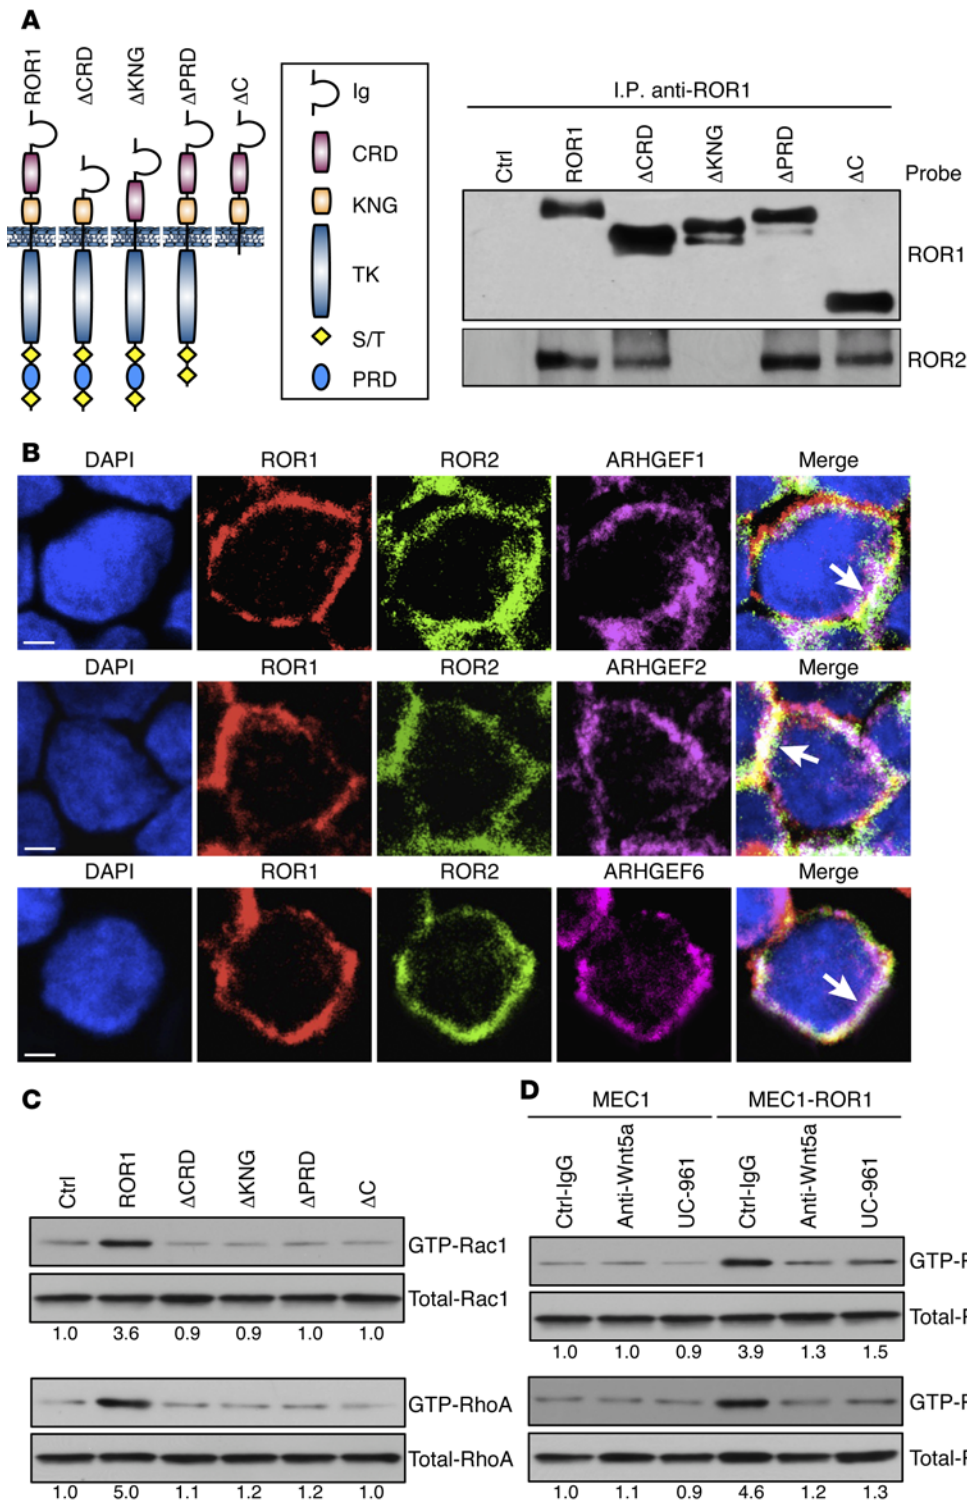 A
ROR1
ΔCRD
ΔKNG
ΔPRD
ΔC
Ig
CRD
KNG
TK
S/T
PRD
I.P. anti-ROR1
Ctrl
ROR1
ΔCRD
ΔKNG
ΔPRD
ΔC
Probe
ROR1
ROR2
B
DAPI ROR1 ROR2 ARHGEF1 Merge
DAPI ROR1 ROR2 ARHGEF2 Merge
DAPI ROR1 ROR2 ARHGEF6 Merge
C
Ctrl
ROR1
ΔCRD
ΔKNG
ΔPRD
ΔC
GTP-Rac1
Total-Rac1
1.0 3.6 0.9 0.9 1.0 1.0
GTP-RhoA
Total-RhoA
1.0 5.0 1.1 1.2 1.2 1.0
D
MEC1 MEC1-ROR1
Ctrl-IgG
Anti-Wnt5a
UC-961
Ctrl-IgG
Anti-Wnt5a
UC-961
GTP-R
Total-R
1.0 1.0 0.9 3.9 1.3 1.5
GTP-R
Total-R
1.0 1.1 0.9 4.6 1.2 1.3